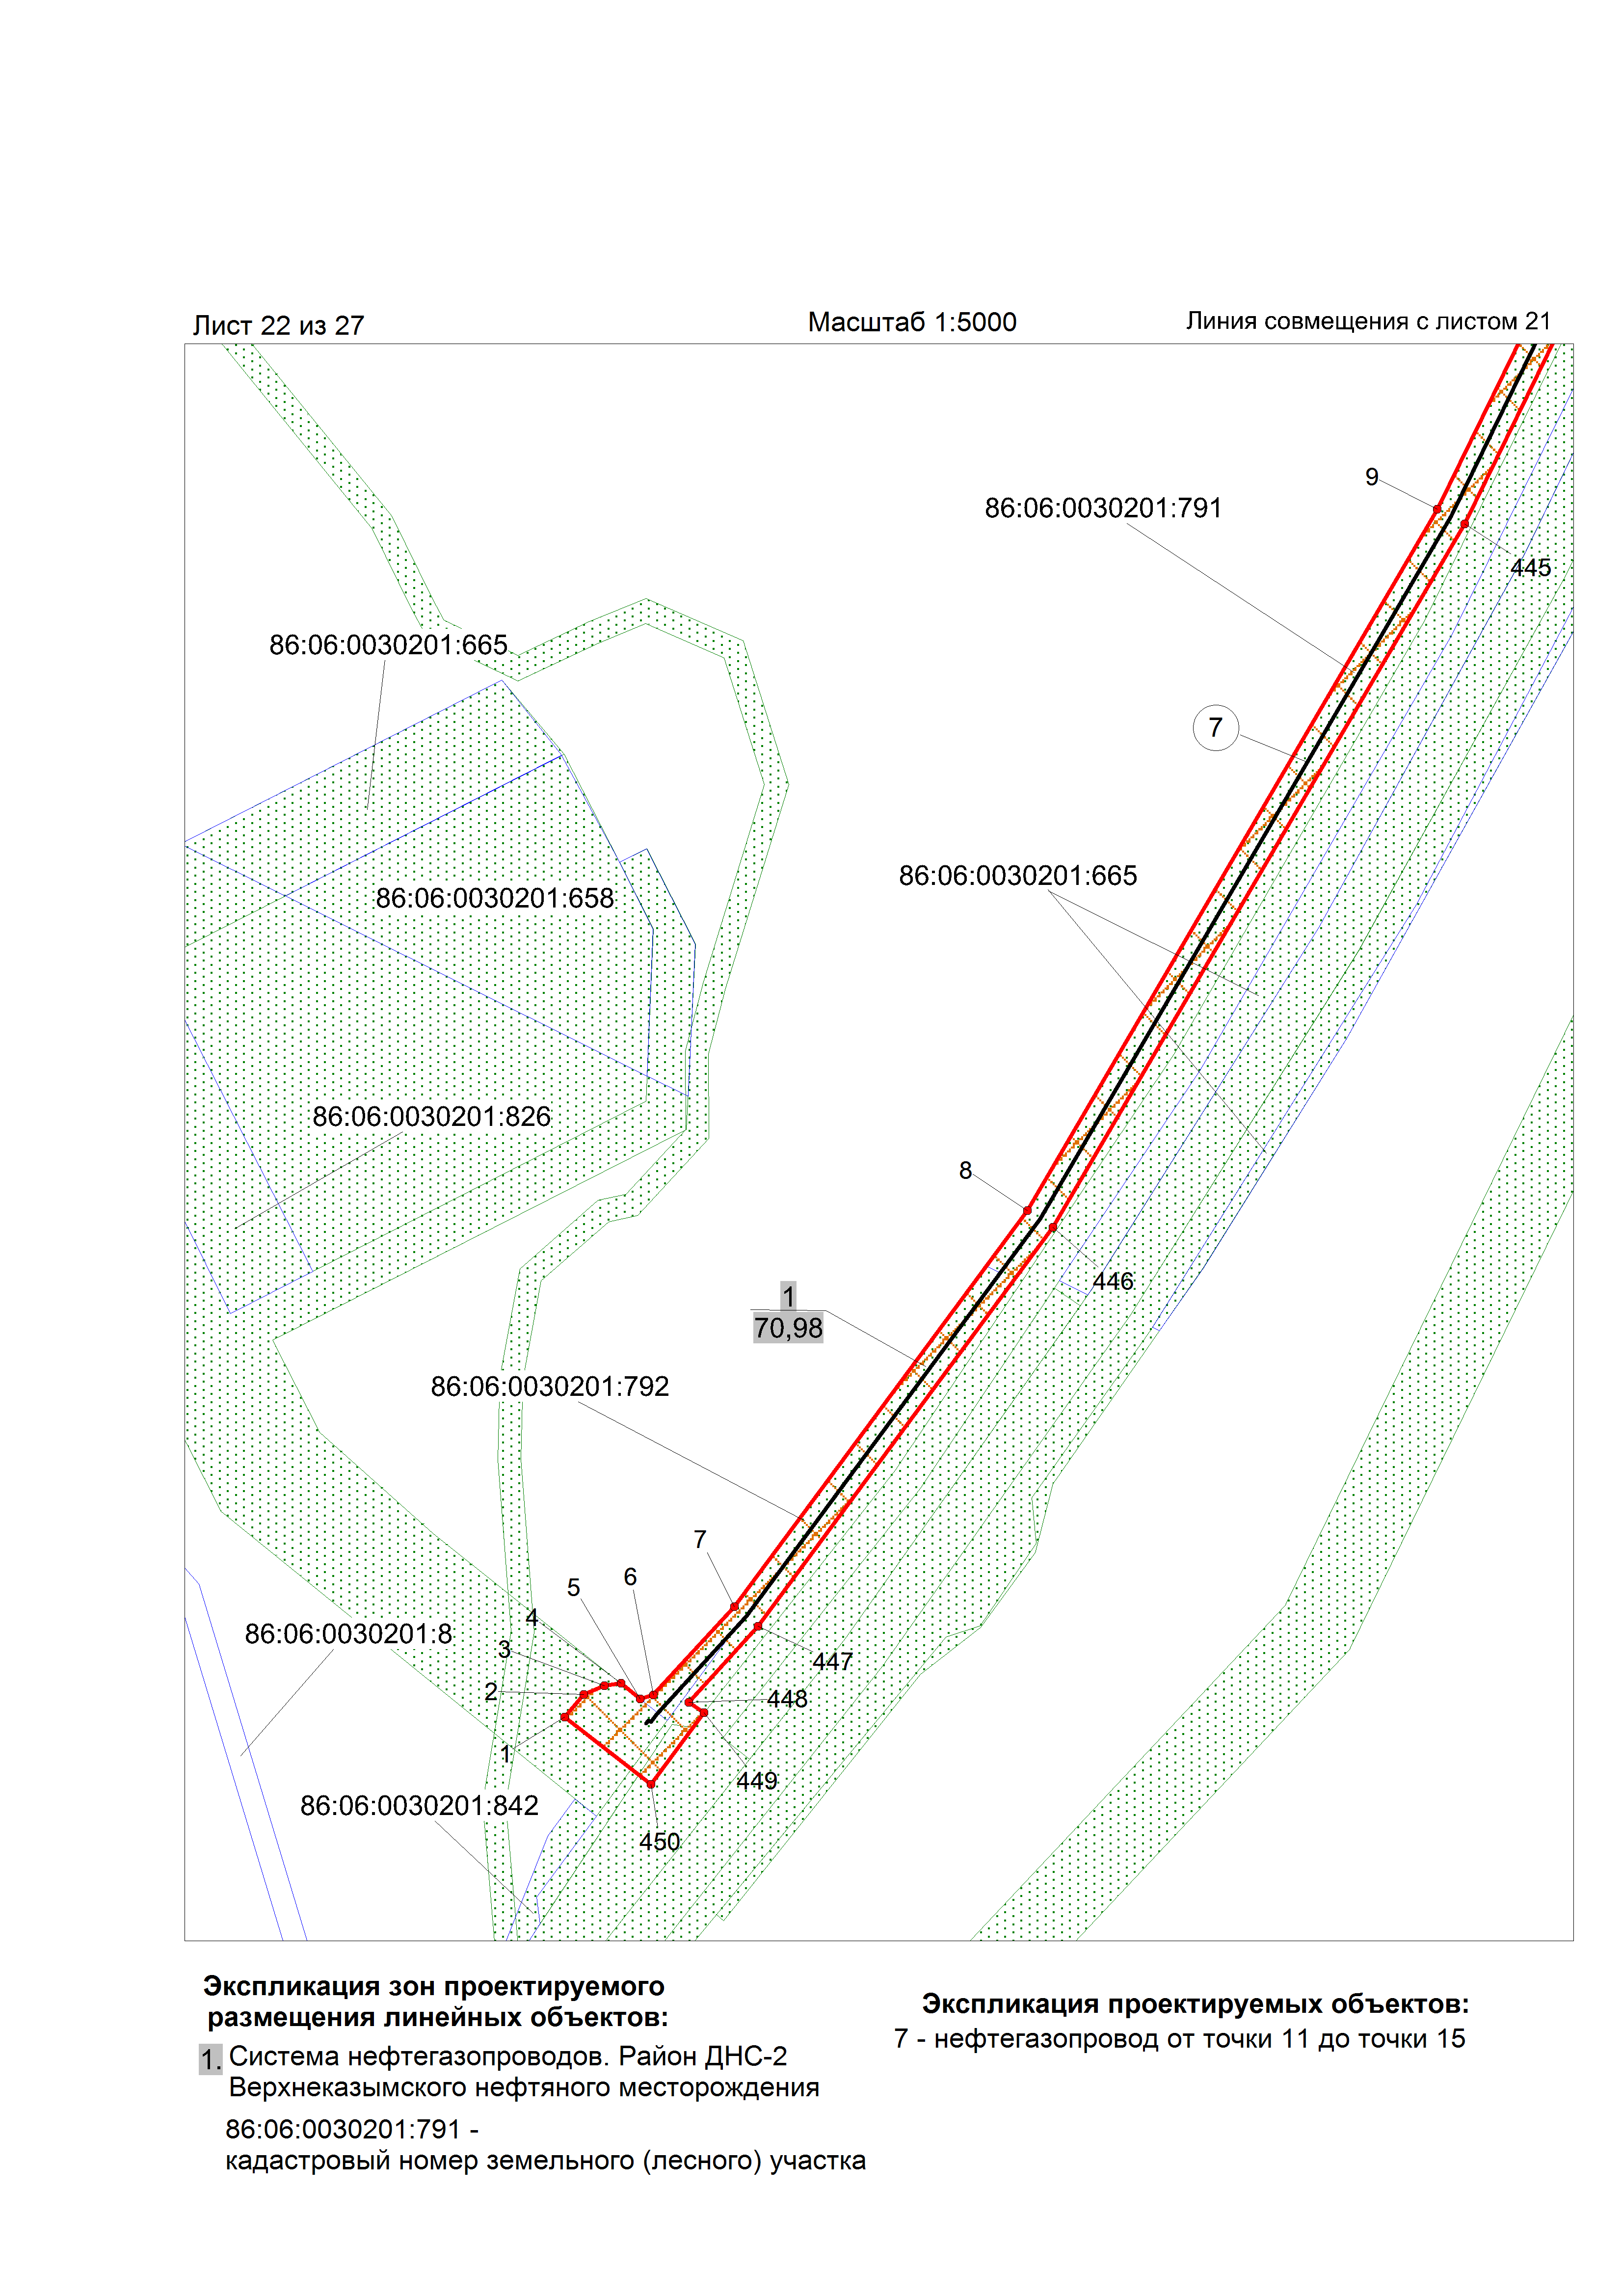 Лист 22 из 27
Масштаб 1:5000
Линия совмещения с листом 21
9
86:06:0030201:791
445
86:06:0030201:665
7
86:06:0030201:665
86:06:0030201:658
86:06:0030201:826
8
446
1
70,98
86:06:0030201:792
7
6
5
4
86:06:0030201:8
3
447
2
448
1
449
86:06:0030201:842
450
Экспликация зон проектируемого
размещения линейных объектов:
1. Система нефтегазопроводов. Район ДНС-2
Верхнеказымского нефтяного месторождения
86:06:0030201:791 -
кадастровый номер земельного (лесного) участка
Экспликация проектируемых объектов:
7 - нефтегазопровод от точки 11 до точки 15